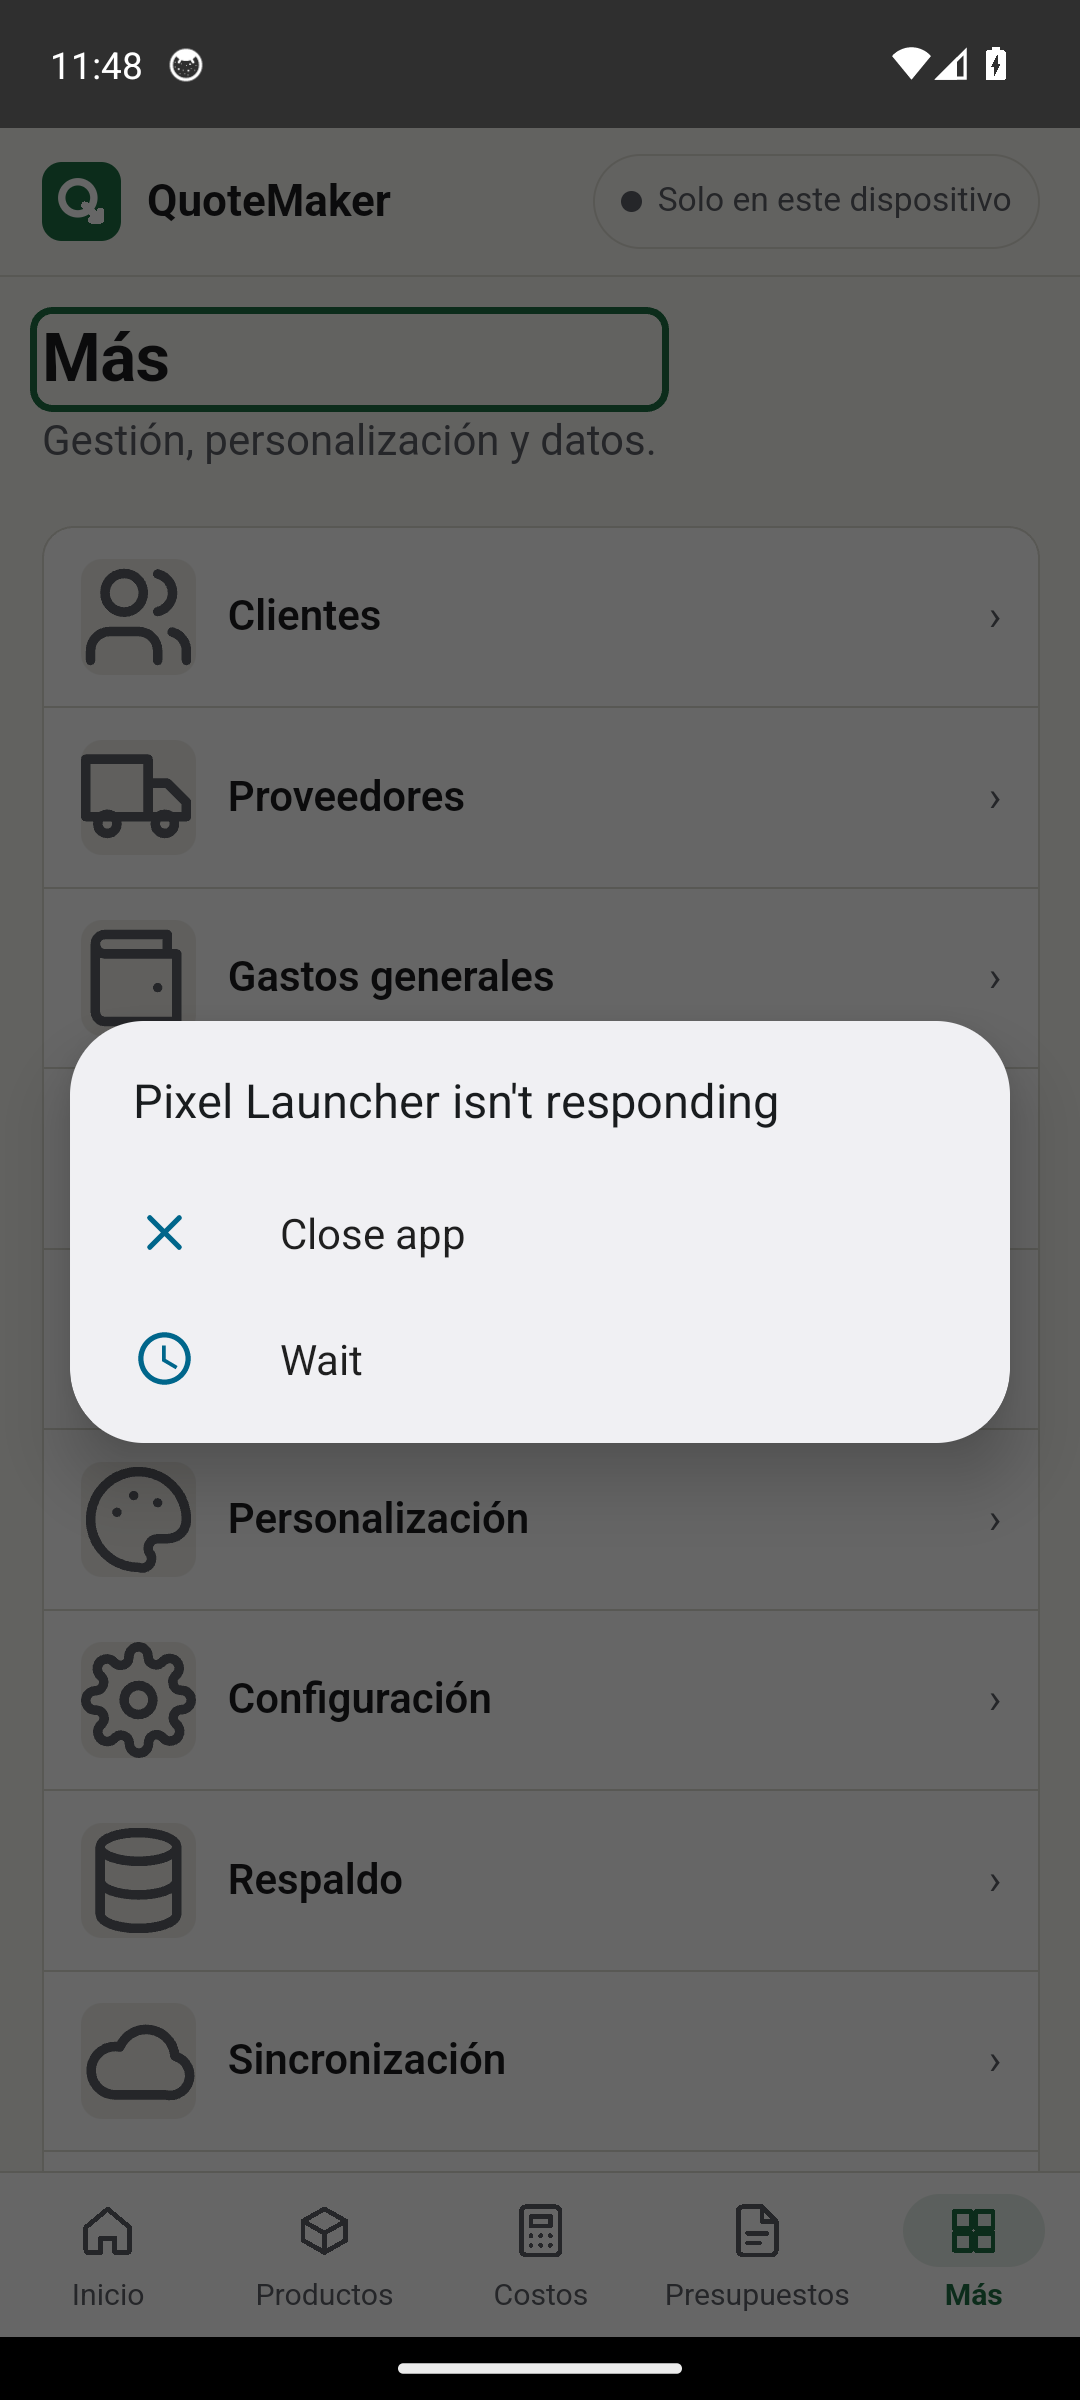 11:48
QuoteMaker
Solo en este dispositivo
Más
Gestión, personalización y datos.
Clientes
Proveedores
Gastos generales
Pixel Launcher isn't responding
Close app
Wait
Personalización
Configuración
Respaldo
Sincronización
Inicio
Productos
Costos
Presupuestos
Más